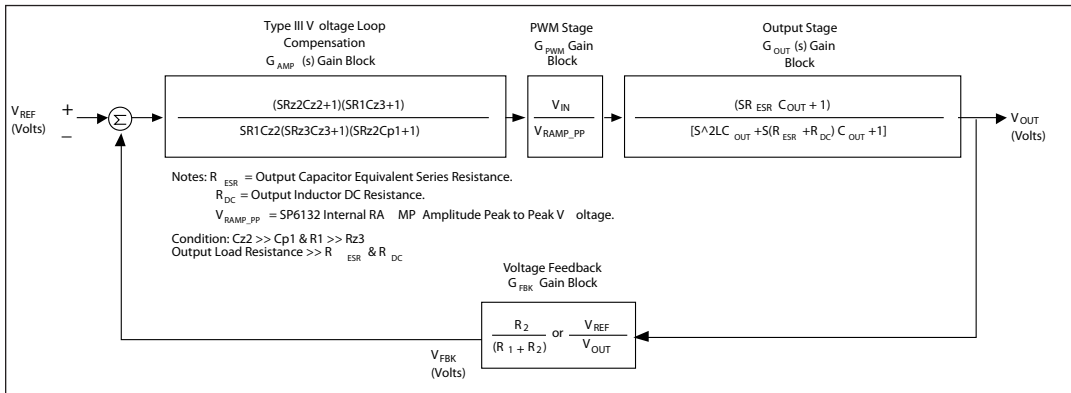 Type III V oltage Loop
Compensation
G AMP (s) Gain Block
PWM Stage
G PWM Gain
Block
Output Stage
G OUT (s) Gain
Block
VREF
(Volts)
+
−
Σ
(SRz2Cz2+1)(SR1Cz3+1)
SR1Cz2(SRz3Cz3+1)(SRz2Cp1+1)
VIN
VRAMP_PP
(SR ESR C OUT + 1)
[S^2LC OUT +S(R ESR +R DC) C OUT +1]
VOUT
(Volts)
Notes: R ESR = Output Capacitor Equivalent Series Resistance.
R DC = Output Inductor DC Resistance.
V RAMP_PP = SP6132 Internal RA MP Amplitude Peak to Peak V oltage.
Condition: Cz2 >> Cp1 & R1 >> Rz3
Output Load Resistance >> R ESR & R DC
Voltage Feedback
G FBK Gain Block
R 2
(R 1 + R 2)
or
V REF
V OUT
V FBK
(Volts)